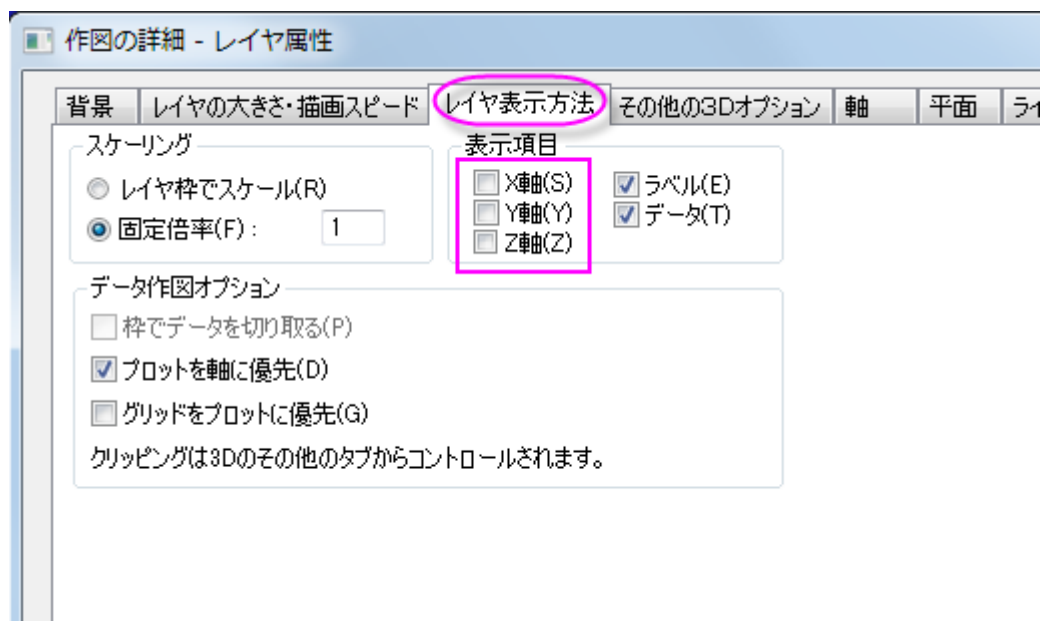 作図の詳細 - レイヤ属性
背景 レイヤの大きさ・描画スピード レイヤ表示方法 その他の3Dオプション 軸 平面 ライ
スケーリング
レイヤ枠でスケール(R)
固定倍率(F): 1
表示項目
X軸(S) ラベル(E)
Y軸(Y) データ(T)
Z軸(Z)
データ作図オプション
枠でデータを切り取る(P)
プロットを軸に優先(D)
グリッドをプロットに優先(G)
クリッピングは3Dのその他のタブからコントロールされます。